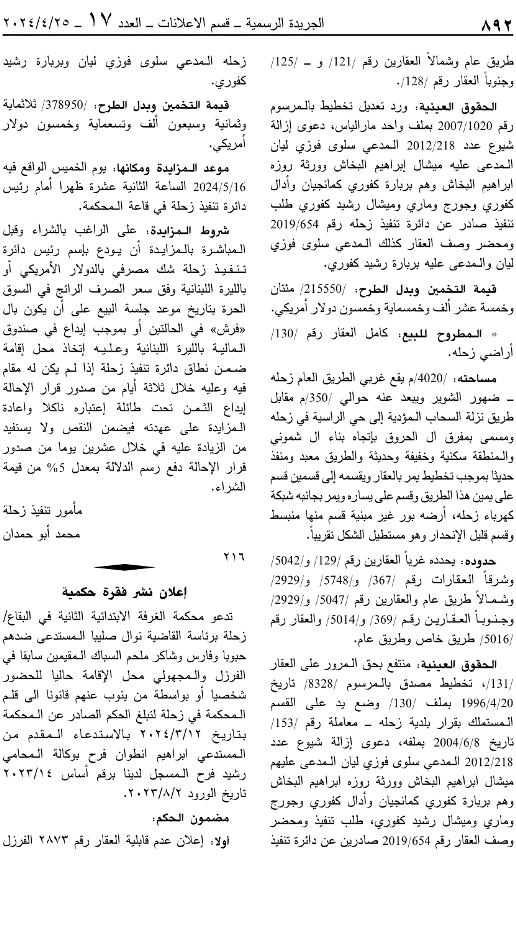 ٨٩٢ الجريدة الرسمية ــ قسم الاعلانات ــ العدد ١٧ ــ ٢٠٢٤/٤/٢٥
طريق عام وشمالاً العقارين رقم /121/ و ــ /125/
وجنوباً العقار رقم /128/.
الحقوق العينية: ورد تعديل تخطيط بالمرسوم
رقم 2007/1020 بملف واحد مارالياس، دعوى إزالة
شيوع عدد 2012/218 المدعي سلوى فوزي ليان
المدعى عليه ميشال إبراهيم البخاش وورثة روزه
ابراهيم البخاش وهم بربارة كفوري كمانجيان وأدال
كفوري وجورج وماري وميشال رشيد كفوري طلب
تنفيذ صادر عن دائرة تنفيذ زحله رقم 2019/654
ومحضر وصف العقار كذلك المدعي سلوى فوزي
ليان والمدعى عليه بربارة رشيد كفوري.
قيمة التخمين وبدل الطرح: /215550/ مئتان
وخمسة عشر ألف وخمسماية وخمسون دولار أمريكي.
* المطروح للبيع: كامل العقار رقم /130/
أراضي زحله.
مساحته: /4020/م يقع غربي الطريق العام زحله
ــ ضهور الشوير ويبعد عنه حوالي /350/م مقابل
طريق نزلة السحاب المؤدية إلى حي الراسية في زحله
ومسمى بمفرق ال الحروق بإتجاه بناء ال شموني
والمنطقة سكنية وخفيفة وحديثة والطريق معبد ومنفذ
حديثاً بموجب تخطيط يمر بالعقار ويقسمه إلى قسمين قسم
على يمين هذا الطريق وقسم على يساره ويمر بجانبه شبكة
كهرباء زحله، أرضه بور غير مبنية قسم منها منبسط
وقسم قليل الإنحدار وهو مستطيل الشكل تقريباً.
حدوده: يحدده غرباً العقارين رقم /129/ و/5042/
وشرقاً العقارات رقم /367/ و/5748/ و/2929/
وشمالاً طريق عام والعقارين رقم /5047/ و/2929/
وجنوباً العقارين رقم /369/ و/5014/ والعقار رقم
/5016/ طريق خاص وطريق عام.
الحقوق العينية: منتفع بحق المرور على العقار
/131/، تخطيط مصدق بالمرسوم /8328/ تاريخ
1996/4/20 بملف /130/ وضع يد على القسم
المستملك بقرار بلدية زحله ــ معاملة رقم /153/
تاريخ 2004/6/8 بملفه، دعوى إزالة شيوع عدد
2012/218 المدعي سلوى فوزي ليان المدعى عليهم
ميشال ابراهيم البخاش وورثة روزه ابراهيم البخاش
وهم بربارة كفوري كمانجيان وأدال كفوري وجورج
وماري وميشال رشيد كفوري، طلب تنفيذ ومحضر
وصف العقار رقم 2019/654 صادرين عن دائرة تنفيذ
زحله المدعي سلوى فوزي ليان وبربارة رشيد
كفوري.
قيمة التخمين وبدل الطرح: /378950/ ثلاثماية
وثمانية وسبعون ألف وتسعماية وخمسون دولار
أمريكي.
موعد المزايدة ومكانها: يوم الخميس الواقع فيه
2024/5/16 الساعة الثانية عشرة ظهرا أمام رئيس
دائرة تنفيذ زحلة في قاعة المحكمة.
شروط المزايدة: على الراغب بالشراء وقبل
المباشرة بالمزايدة أن يودع بإسم رئيس دائرة
تنفيذ زحلة شك مصرفي بالدولار الأمريكي أو
بالليرة اللبنانية وفق سعر الصرف الرائج في السوق
الحرة بتاريخ موعد جلسة البيع على أن يكون بال
«فرش» في الحالتين أو بموجب إيداع في صندوق
المالية بالليرة اللبنانية وعليه إتخاذ محل إقامة
ضمن نطاق دائرة تنفيذ زحلة إذا لم يكن له مقام
فيه وعليه خلال ثلاثة أيام من صدور قرار الإحالة
إيداع الثمن تحت طائلة إعتباره ناكلا وإعادة
المزايدة على عهدته فيضمن النقص ولا يستفيد
من الزيادة عليه في خلال عشرين يوما من صدور
قرار الإحالة دفع رسم الدلالة بمعدل 5% من قيمة
الشراء.
مأمور تنفيذ زحلة
محمد أبو حمدان
٢١٦
إعلان نشر فقرة حكمية
تدعو محكمة الغرفة الابتدائية الثانية في البقاع/
زحلة برئاسة القاضية نوال صليبا المستدعى ضدهم
حبوبا وفارس وشاكر ملحم السباك المقيمين سابقا في
الفرزل والمجهولي محل الإقامة حاليا للحضور
شخصيا أو بواسطة من ينوب عنهم قانونا الى قلم
المحكمة في زحلة لتبلغ الحكم الصادر عن المحكمة
بتاريخ ٢٠٢٤/٣/١٢ بالاستدعاء المقدم من
المستدعي ابراهيم انطوان فرح بوكالة المحامي
رشيد فرح المسجل لدينا برقم أساس ٢٠٢٣/١٤
تاريخ الورود ٢٠٢٣/٨/٢.
مضمون الحكم:
أولا: إعلان عدم قابلية العقار رقم ٢٨٧٣ الفرزل